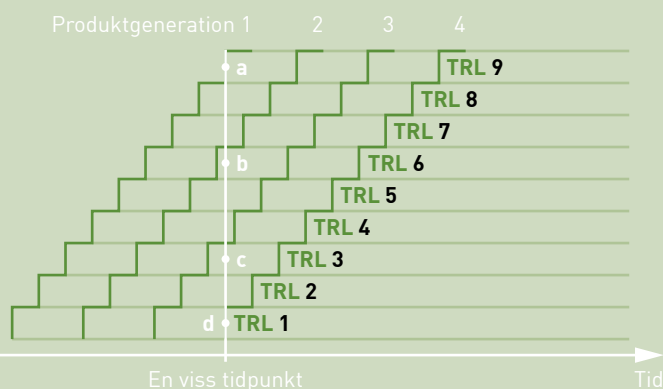 Produktgeneration 1 2 3 4
a TRL 9
TRL 8
TRL 7
b TRL 6
TRL 5
TRL 4
c TRL 3
TRL 2
d TRL 1
En viss tidpunkt Tid